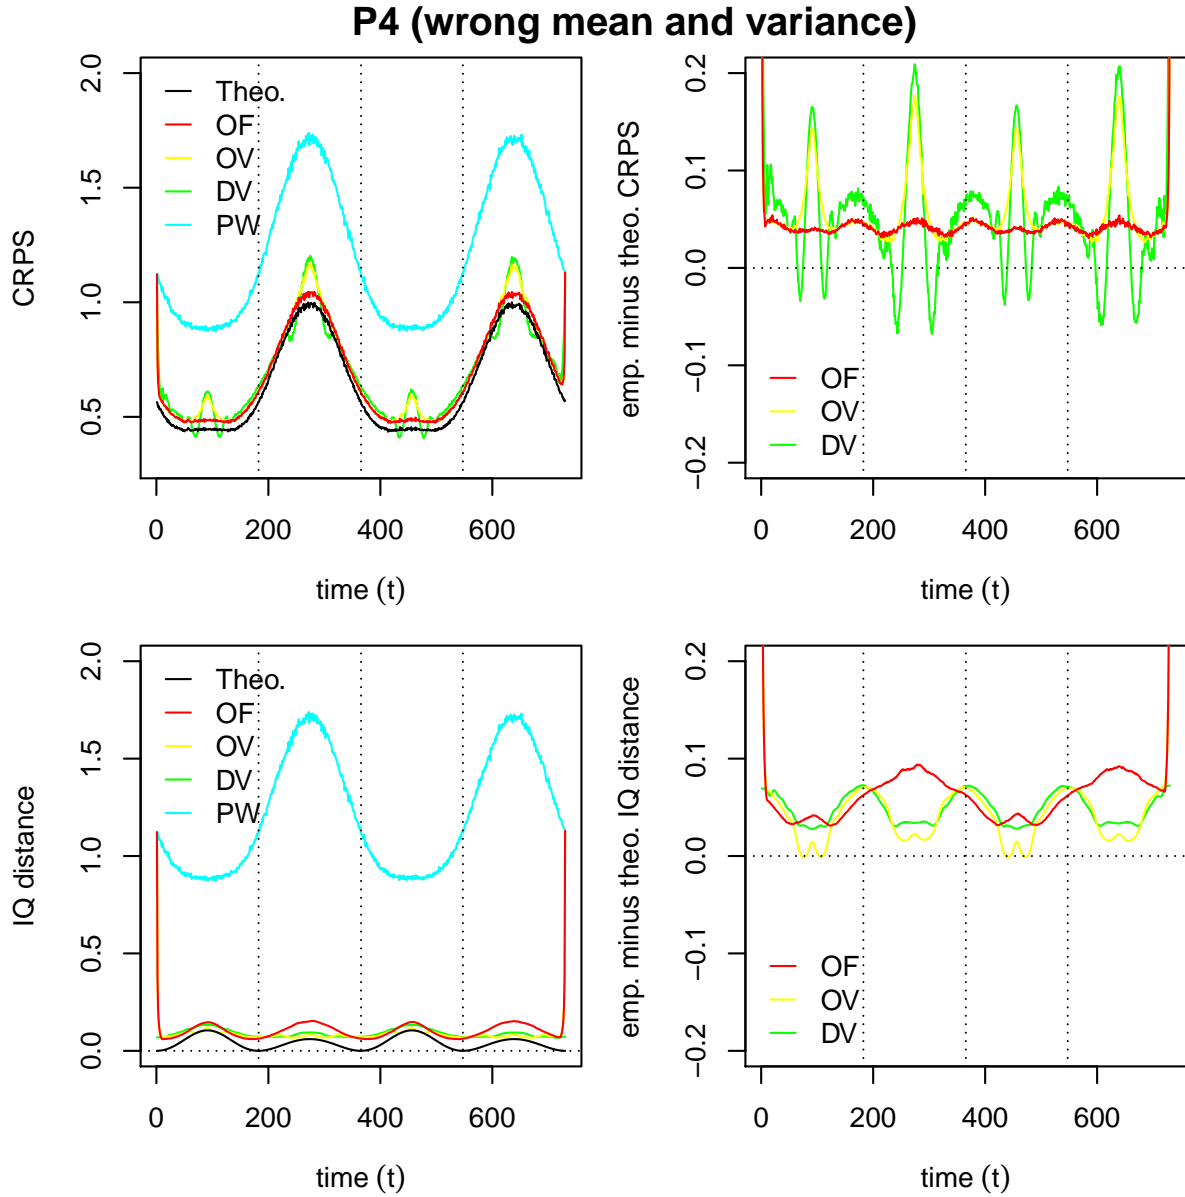 P4 (wrong mean and variance)
CRPS
2.0
1.5
1.0
0.5
Theo.
OF
OV
DV
PW
0 200 400 600
time (t)
emp. minus theo. CRPS
0.2
0.1
0.0
−0.1
−0.2
OF
OV
DV
0 200 400 600
time (t)
IQ distance
2.0
1.5
1.0
0.5
0.0
Theo.
OF
OV
DV
PW
0 200 400 600
time (t)
emp. minus theo. IQ distance
0.2
0.1
0.0
−0.1
−0.2
OF
OV
DV
0 200 400 600
time (t)